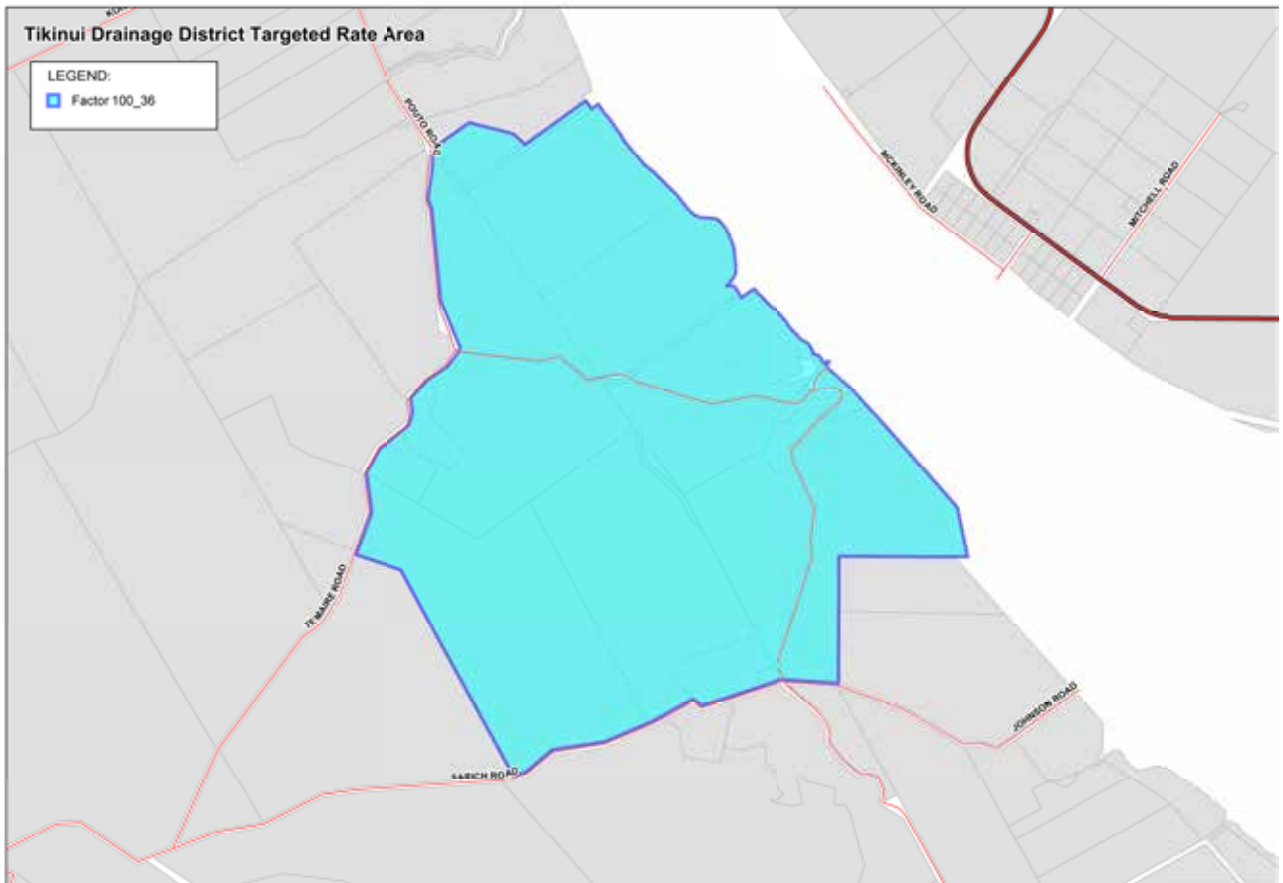 Tikinui Drainage District Targeted Rate Area
LEGEND:
Factor 100_36
POUTO ROAD
MCKINLEY ROAD
MITCHELL ROAD
TE MAIRE ROAD
JOHNSON ROAD
SARICH ROAD